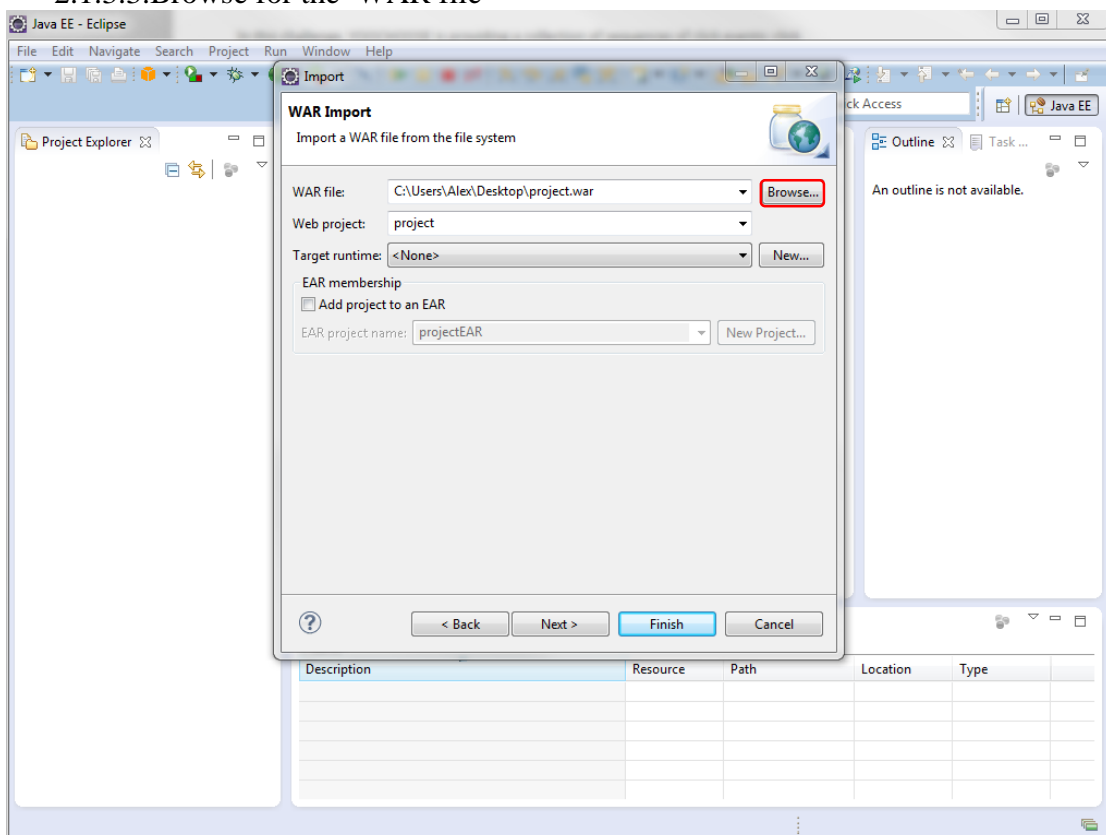 Java EE - Eclipse
File Edit Navigate Search Project Run Window Help
Import
ck Access
Java EE
WAR Import
Import a WAR file from the file system
Project Explorer
Outline
Task ...
An outline is not available.
WAR file: C:\Users\Alex\Desktop\project.war Browse...
Web project: project
Target runtime: <None> New...
EAR membership
Add project to an EAR
EAR project name: projectEAR New Project...
< Back Next > Finish Cancel
Description Resource Path Location Type